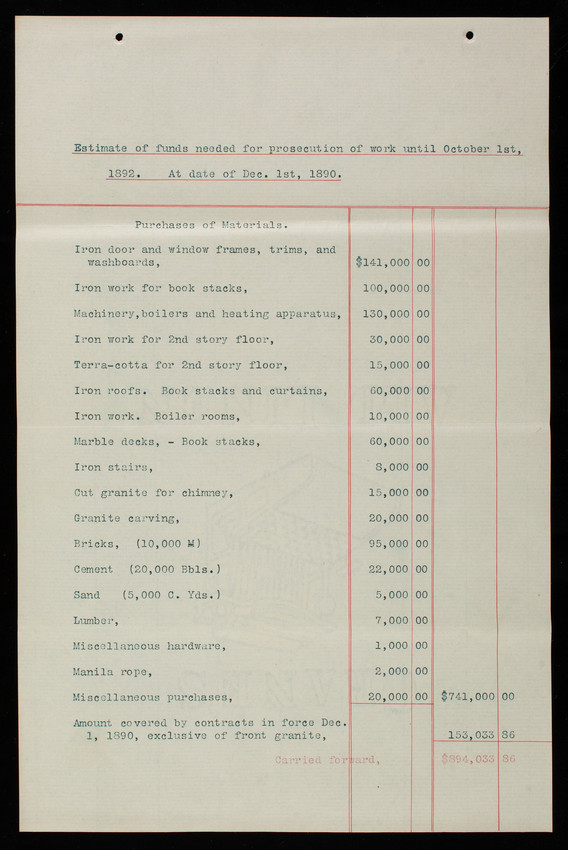 Estimate of funds needed for prosecution of work until October 1st,
1892. At date of Dec. 1st, 1890.
Purchases of Materials.
Iron door and window frames, trims, and
washboards, $141,000 00
Iron work for book stacks, 100,000 00
Machinery,boilers and heating apparatus, 130,000 00
Iron work for 2nd story floor, 30,000 00
Terra-cotta for 2nd story floor, 15,000 00
Iron roofs. Book stacks and curtains, 60,000 00
Iron work. Boiler rooms, 10,000 00
Marble decks, - Book stacks, 60,000 00
Iron stairs, 8,000 00
Cut granite for chimney, 15,000 00
Granite carving, 20,000 00
Bricks, (10,000 M) 95,000 00
Cement (20,000 Bbls.) 22,000 00
Sand (5,000 C. Yds.) 5,000 00
Lumber, 7,000 00
Miscellaneous hardware, 1,000 00
Manila rope, 2,000 00
Miscellaneous purchases, 20,000 00 $741,000 00
Amount covered by contracts in force Dec.
1, 1890, exclusive of front granite, 153,033 86
Carried forward, $894,033 86